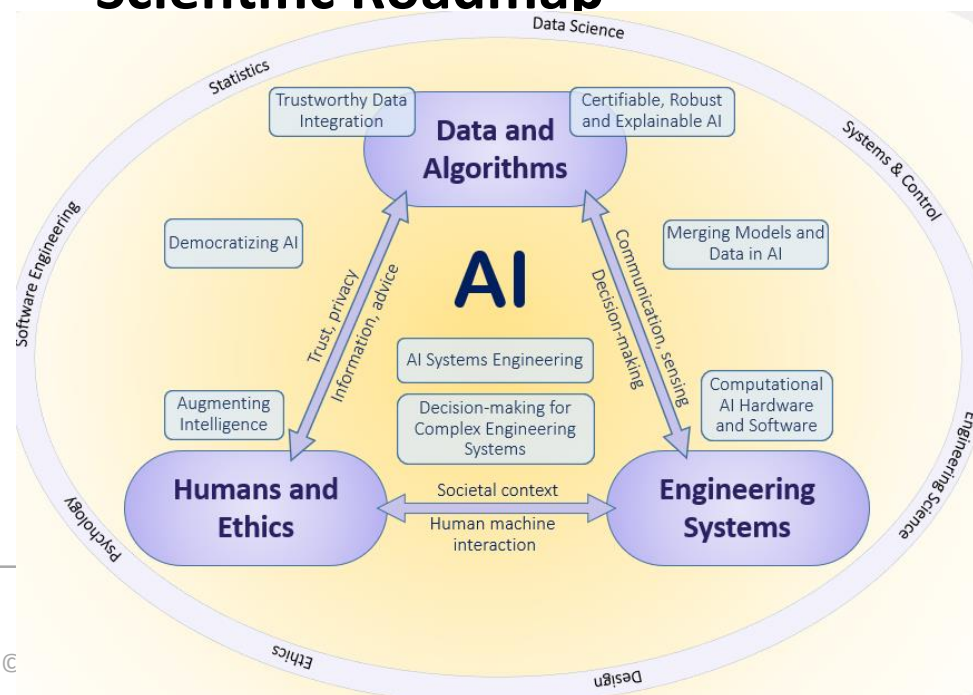 Scientific Roadmap
Data Science
Statistics
Systems & Control
Software Engineering
Engineering Science
Psychology
Ethics
Design
Trustworthy Data
Integration
Data and
Algorithms
Certifiable, Robust
and Explainable AI
Democratizing AI
Merging Models and
Data in AI
AI
Trust, privacy
Information, advice
Communication, sensing
Decision-making
AI Systems Engineering
Augmenting
Intelligence
Decision-making for
Complex Engineering
Systems
Computational
AI Hardware
and Software
Humans and
Ethics
Societal context
Human machine
interaction
Engineering
Systems
©